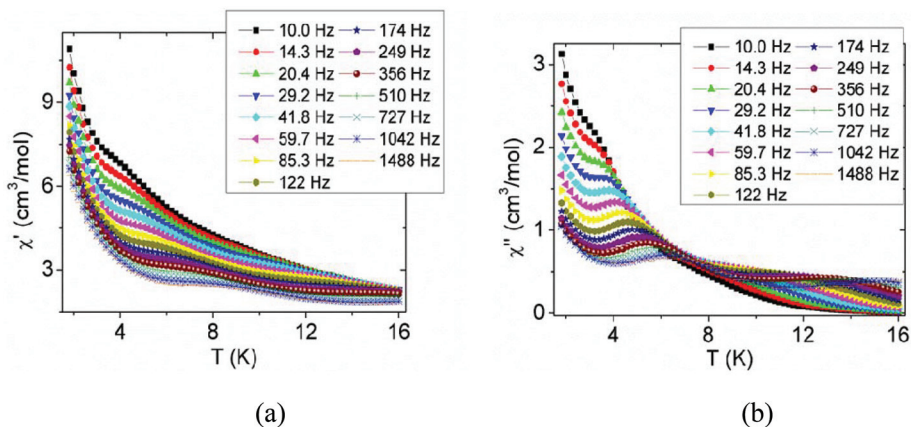 10.0 Hz 174 Hz
14.3 Hz 249 Hz
20.4 Hz 356 Hz
29.2 Hz 510 Hz
41.8 Hz 727 Hz
59.7 Hz 1042 Hz
85.3 Hz 1488 Hz
122 Hz
9
6
3
χ' (cm³/mol)
4 8 12 16
T (K)
(a)
10.0 Hz 174 Hz
14.3 Hz 249 Hz
20.4 Hz 356 Hz
29.2 Hz 510 Hz
41.8 Hz 727 Hz
59.7 Hz 1042 Hz
85.3 Hz 1488 Hz
122 Hz
3
2
1
0
χ'' (cm³/mol)
4 8 12 16
T (K)
(b)